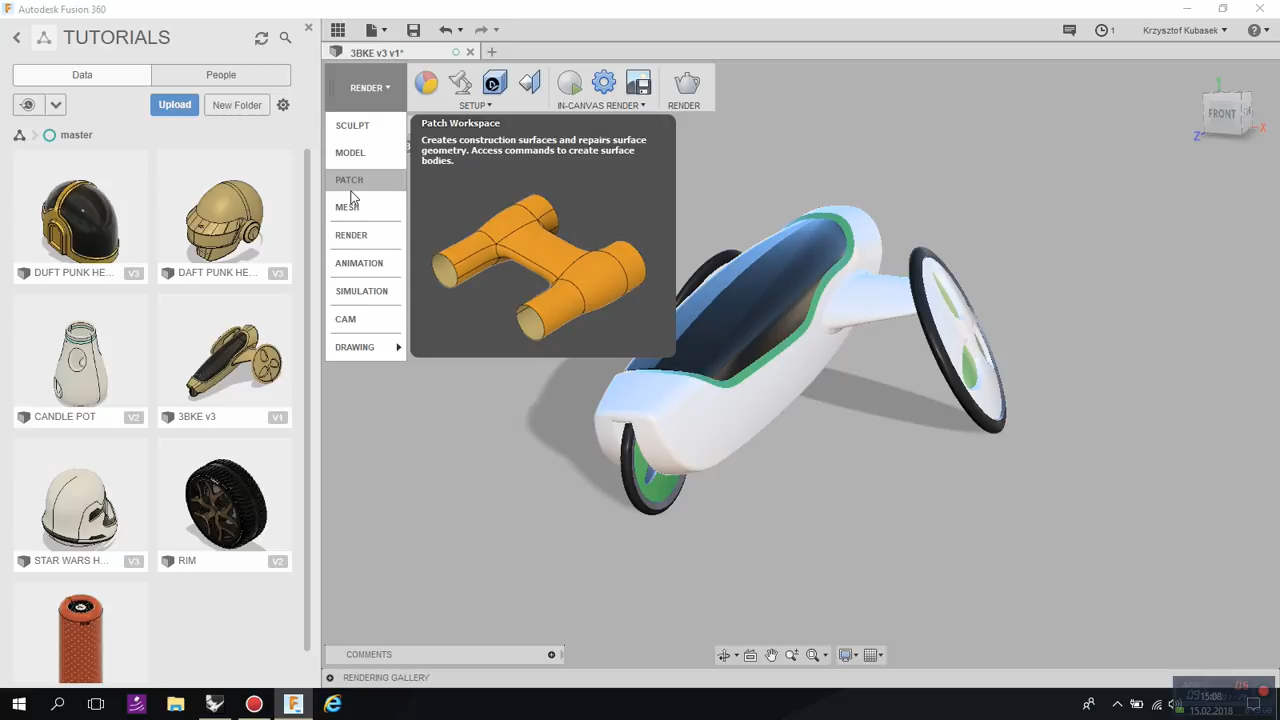 Autodesk Fusion 360
TUTORIALS
Data
People
Upload
New Folder
master
DUFT PUNK HE...
V3
DAFT PUNK HE...
V3
CANDLE POT
V2
3BKE v3
V1
STAR WARS H...
V3
RIM
V2
1
Krzysztof Kubasek
3BKE v3 v1*
RENDER
SETUP
IN-CANVAS RENDER
RENDER
SCULPT
MODEL
PATCH
MESH
RENDER
ANIMATION
SIMULATION
CAM
DRAWING
Patch Workspace
Creates construction surfaces and repairs surface
geometry. Access commands to create surface
bodies.
FRONT
Z
X
COMMENTS
RENDERING GALLERY
15:08
15.02.2018